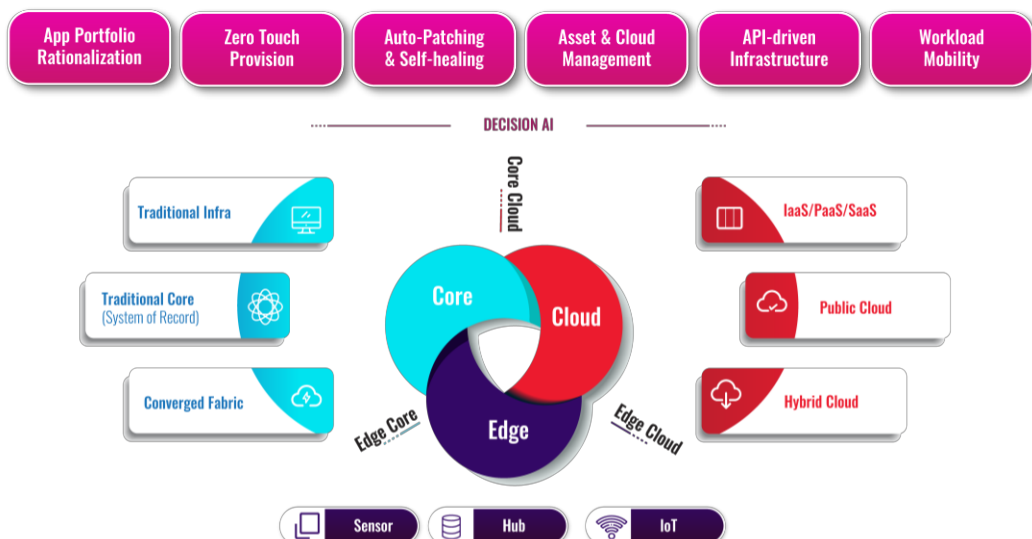 App Portfolio
Rationalization
Zero Touch
Provision
Auto-Patching
& Self-healing
Asset & Cloud
Management
API-driven
Infrastructure
Workload
Mobility
DECISION AI
Core Cloud
Traditional Infra
IaaS/PaaS/SaaS
Core
Cloud
Traditional Core
(System of Record)
Public Cloud
Converged Fabric
Hybrid Cloud
Edge Core
Edge
Edge Cloud
Sensor
Hub
IoT